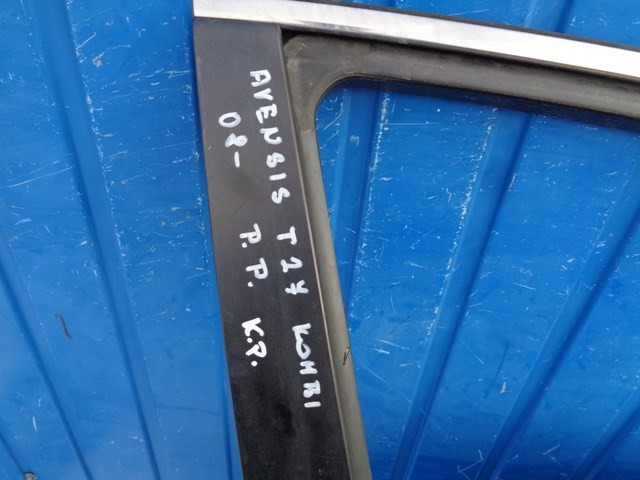 AVENSIS T27 KOMBI
08- P.P. K.P.